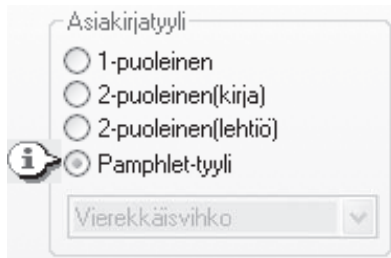 Asiakirjatyyli
1-puoleinen
2-puoleinen(kirja)
2-puoleinen(lehtiö)
Pamphlet-tyyli
Vierekkäisvihko